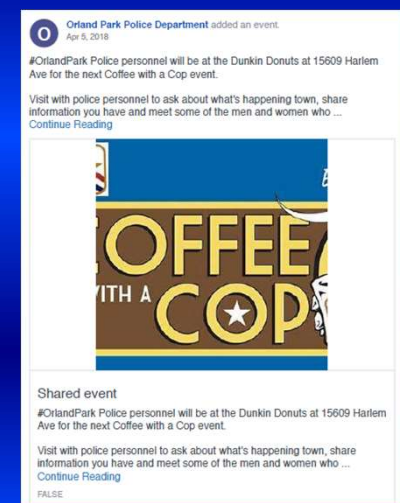 O
Orland Park Police Department added an event.
Apr 5, 2018
#OrlandPark Police personnel will be at the Dunkin Donuts at 15609 Harlem
Ave for the next Coffee with a Cop event.
Visit with police personnel to ask about what's happening town, share
information you have and meet some of the men and women who ...
Continue Reading
COFFEE
WITH A
COP
Shared event
#OrlandPark Police personnel will be at the Dunkin Donuts at 15609 Harlem
Ave for the next Coffee with a Cop event.
Visit with police personnel to ask about what's happening town, share
information you have and meet some of the men and women who ...
Continue Reading
FALSE